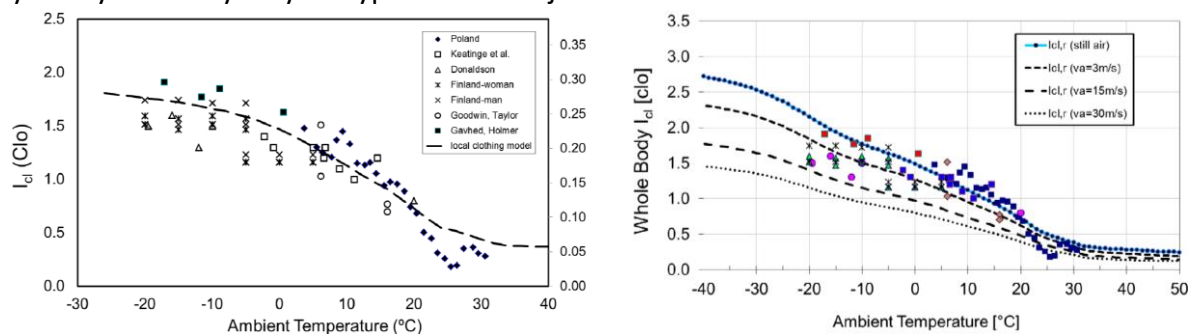 2.5
2.0
1.5
1.0
0.5
0.0
I_cl (Clo)
0.35
0.30
0.25
0.20
0.15
0.10
0.05
0.00
Poland
Keatinge et al.
Donaldson
Finland-woman
Finland-man
Goodwin, Taylor
Gavhed, Holmer
local clothing model
-30 -20 -10 0 10 20 30 40
Ambient Temperature (ºC)
3.5
3.0
2.5
2.0
1.5
1.0
0.5
0.0
Whole Body I_cl [clo]
Icl,r (still air)
Icl,r (va=3m/s)
Icl,r (va=15m/s)
Icl,r (va=30m/s)
-40 -30 -20 -10 0 10 20 30 40 50
Ambient Temperature [°C]